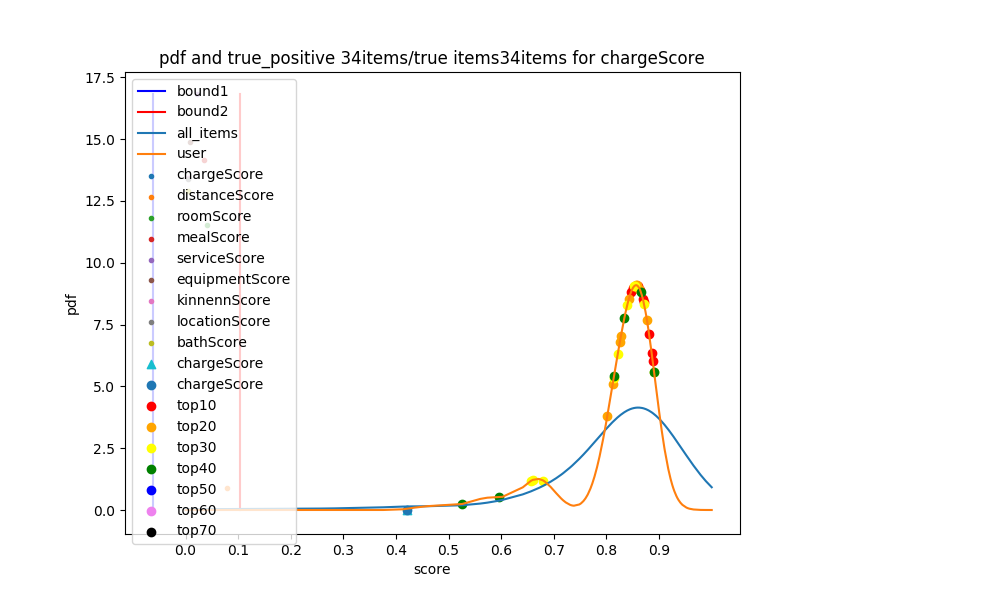 pdf and true_positive 34items/true items34items for chargeScore
17.5
15.0
12.5
10.0
7.5
5.0
2.5
0.0
pdf
bound1
bound2
all_items
user
chargeScore
distanceScore
roomScore
mealScore
serviceScore
equipmentScore
kinnennScore
locationScore
bathScore
chargeScore
chargeScore
top10
top20
top30
top40
top50
top60
top70
0.0 0.1 0.2 0.3 0.4 0.5 0.6 0.7 0.8 0.9
score